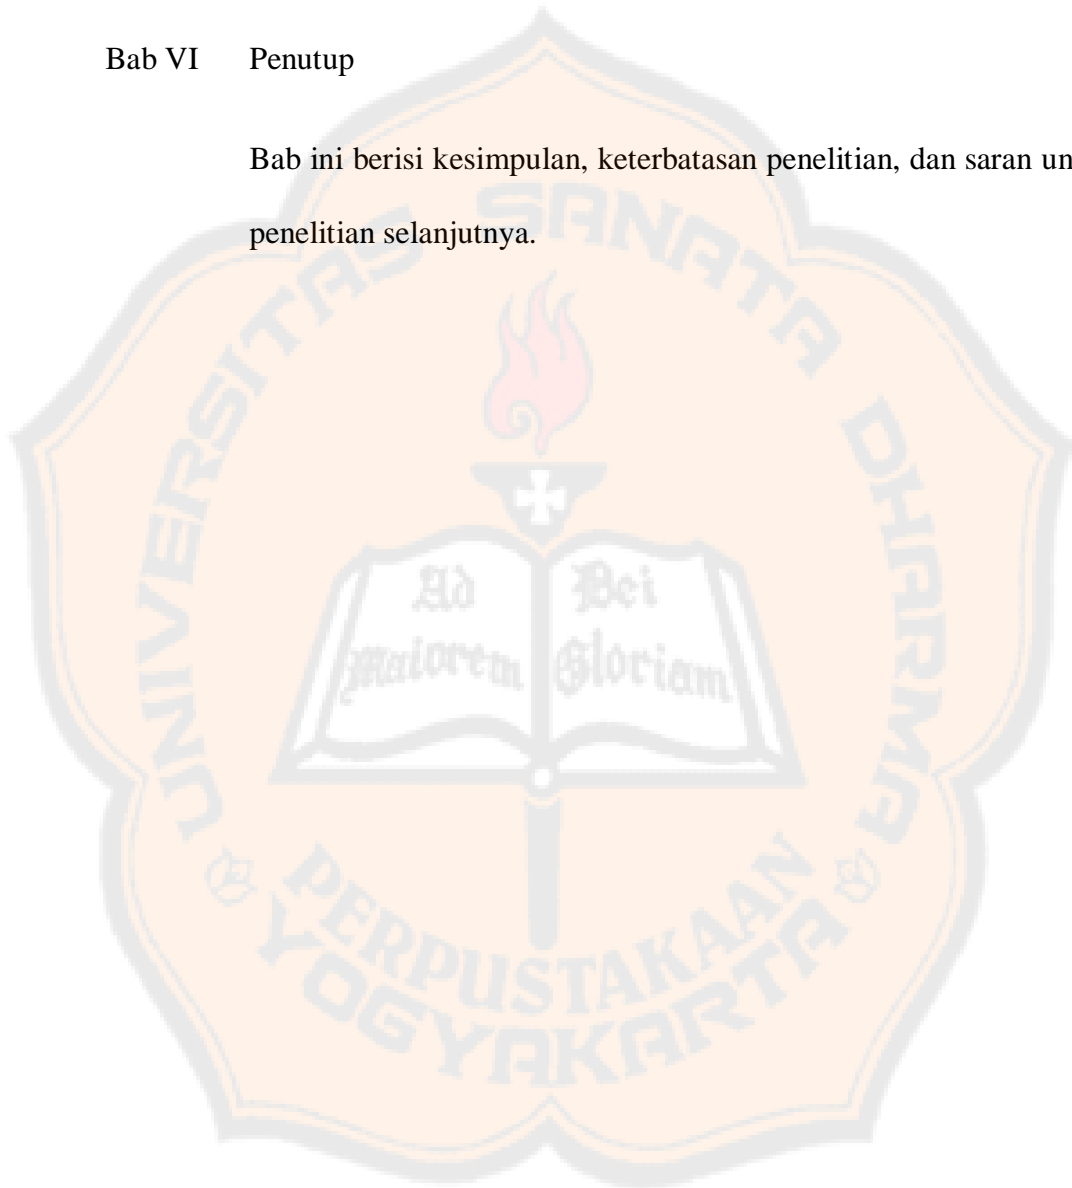 Bab VI Penutup
Bab ini berisi kesimpulan, keterbatasan penelitian, dan saran un
penelitian selanjutnya.
UNIVERSITAS SANATA DHARMA
Ad Dei
Maiorem Gloriam
PERPUSTAKAAN
YOGYAKARTA